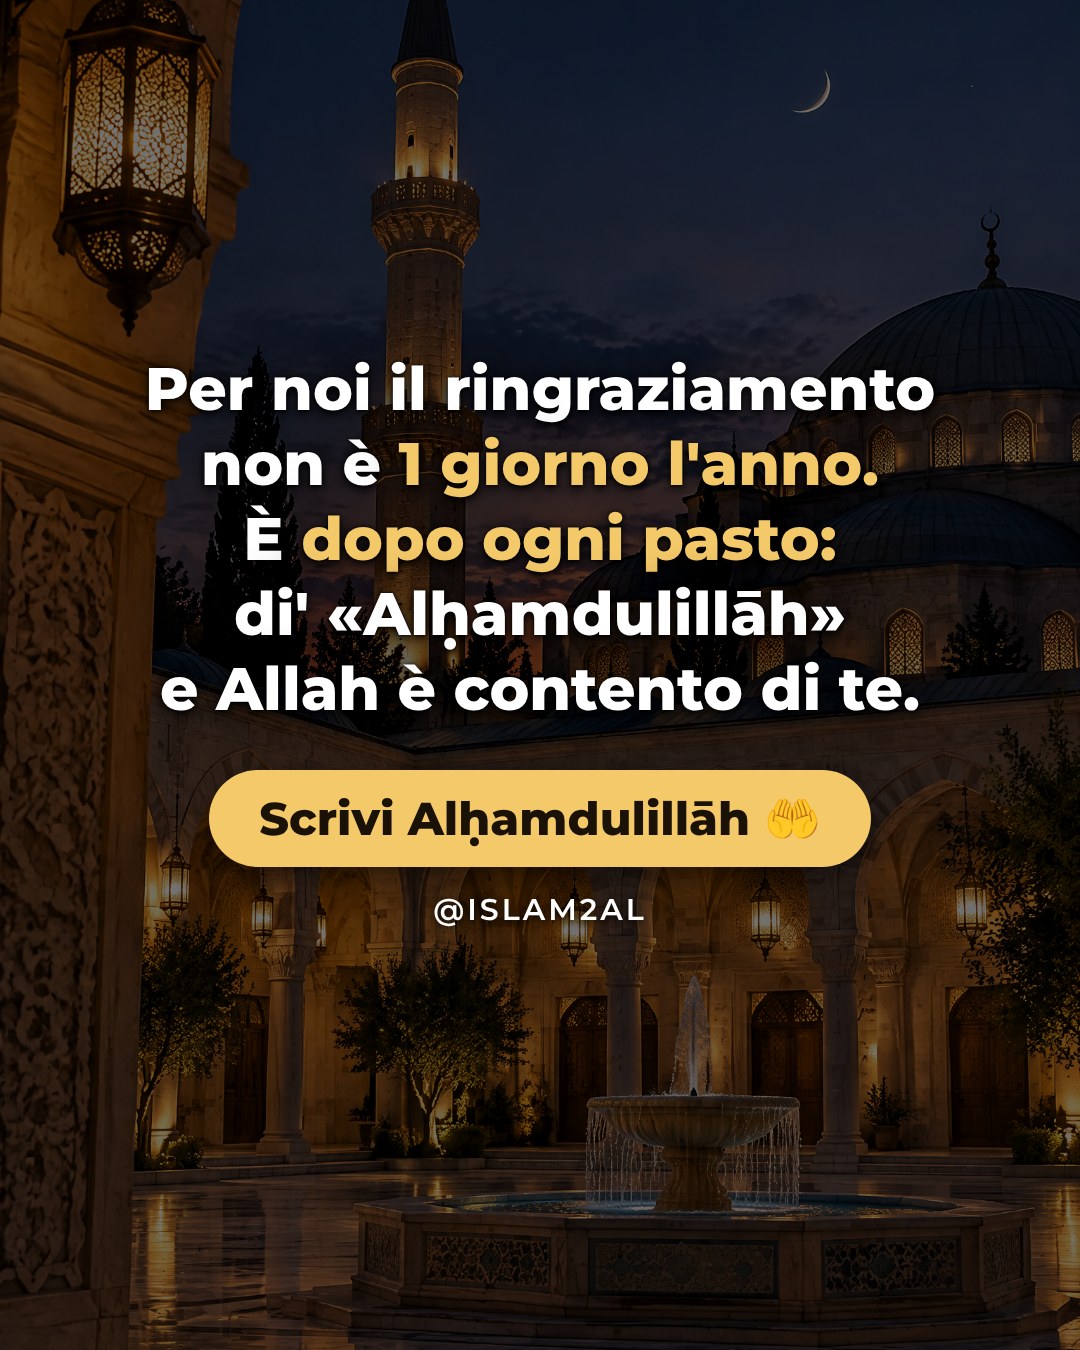 Per noi il ringraziamento
non è 1 giorno l'anno.
È dopo ogni pasto:
di' «Alḥamdulillāh»
e Allah è contento di te.
Scrivi Alḥamdulillāh 🤲
@ISLAM2AL